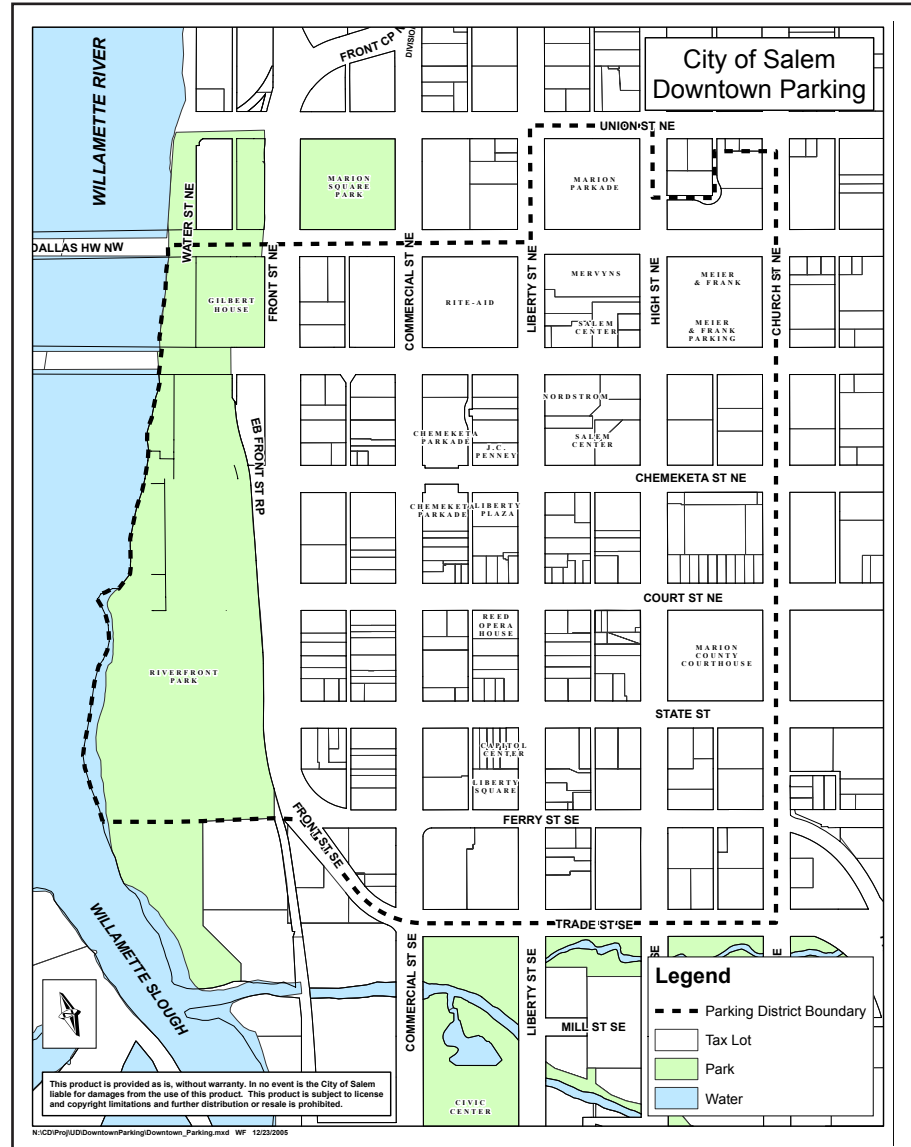 City of Salem
Downtown Parking
FRONT CP N
DIVISIO
WILLAMETTE RIVER
UNION ST NE
MARION
SQUARE
PARK
MARION
PARKADE
WATER ST NE
DALLAS HW NW
FRONT ST NE
COMMERCIAL ST NE
LIBERTY ST NE
HIGH ST NE
CHURCH ST NE
GILBERT
HOUSE
RITE-AID
MERVYNS
SALEM
CENTER
MEIER
& FRANK
MEIER
& FRANK
PARKING
EB FRONT ST RP
CHEMEKETA
PARKADE
J.C.
PENNEY
NORDSTROM
SALEM
CENTER
CHEMEKETA ST NE
CHEMEKETA
PARKADE
LIBERTY
PLAZA
COURT ST NE
REED
OPERA
HOUSE
MARION
COUNTY
COURTHOUSE
RIVERFRONT
PARK
STATE ST
CAPITOL
CENTER
LIBERTY
SQUARE
FERRY ST SE
FRONT ST SE
TRADE ST SE
WILLAMETTE SLOUGH
COMMERCIAL ST SE
LIBERTY ST SE
SE
E
MILL ST SE
CIVIC
CENTER
Legend
Parking District Boundary
Tax Lot
Park
Water
This product is provided as is, without warranty. In no event is the City of Salem
liable for damages from the use of this product. This product is subject to license
and copyright limitations and further distribution or resale is prohibited.
N:\CD\Proj\UD\DowntownParking\Downtown_Parking.mxd WF 12/23/2005